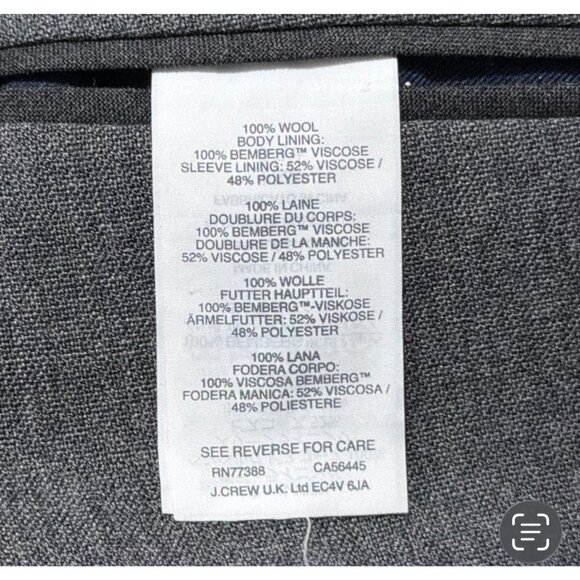 100% WOOL
BODY LINING:
100% BEMBERG™ VISCOSE
SLEEVE LINING: 52% VISCOSE /
48% POLYESTER
100% LAINE
DOUBLURE DU CORPS:
100% BEMBERG™ VISCOSE
DOUBLURE DE LA MANCHE:
52% VISCOSE / 48% POLYESTER
MADE IN CHINA
100% WOLLE
FUTTER HAUPTTEIL:
100% BEMBERG™-VISKOSE
ÄRMELFUTTER: 52% VISKOSE /
48% POLYESTER
100% LANA
FODERA CORPO:
100% VISCOSA BEMBERG™
FODERA MANICA: 52% VISCOSA /
48% POLIESTERE
SEE REVERSE FOR CARE
RN77388 CA56445
J.CREW U.K. Ltd EC4V 6JA